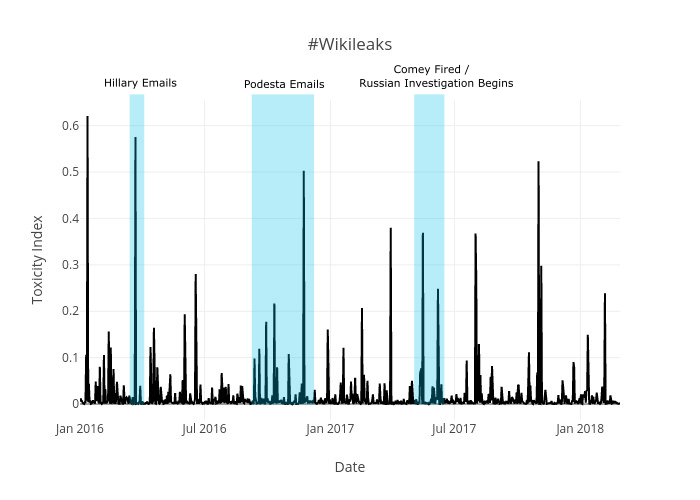 #Wikileaks
Comey Fired /
Hillary Emails
Podesta Emails
Russian Investigation Begins
0.6
0.5
0.4
0.3
0.2
0.1
0
Toxicity Index
Jan 2016
Jul 2016
Jan 2017
Jul 2017
Jan 2018
Date